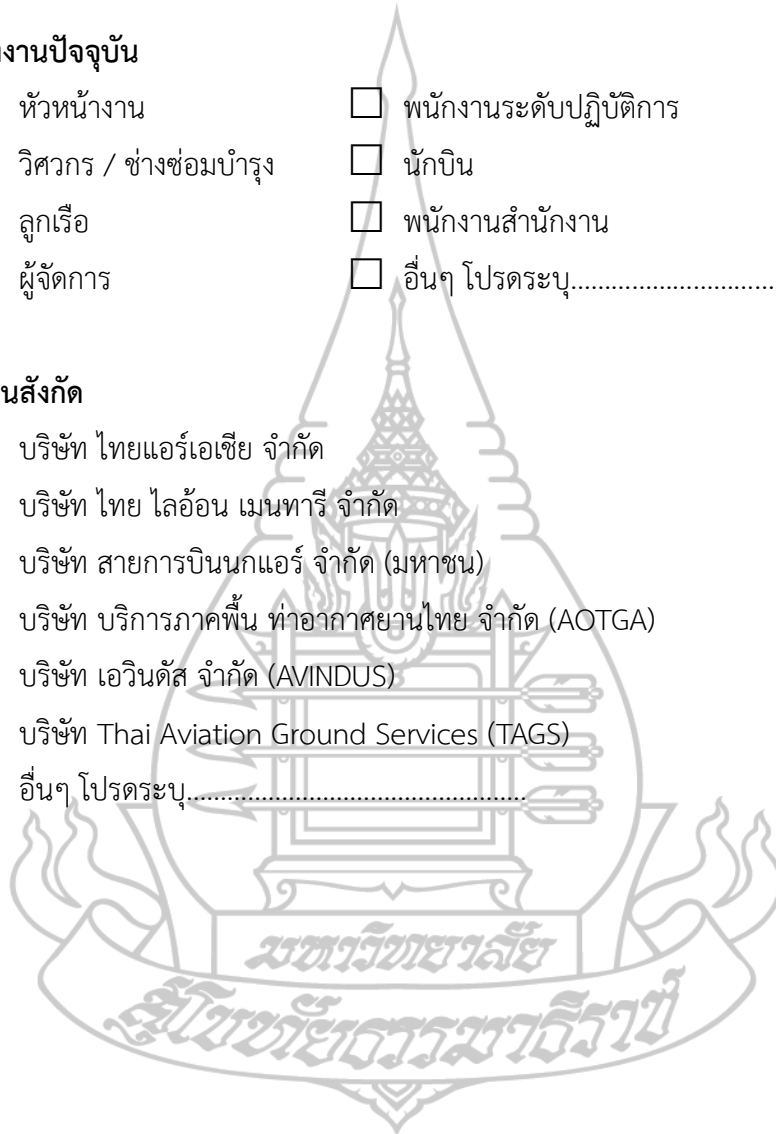 งานปัจจุบัน
หัวหน้างาน ☐ พนักงานระดับปฏิบัติการ
วิศวกร / ช่างซ่อมบำรุง ☐ นักบิน
ลูกเรือ ☐ พนักงานสำนักงาน
ผู้จัดการ ☐ อื่นๆ โปรดระบุ..............................
นสังกัด
บริษัท ไทยแอร์เอเชีย จำกัด
บริษัท ไทย ไลอ้อน เมนทารี จำกัด
บริษัท สายการบินนกแอร์ จำกัด (มหาชน)
บริษัท บริการภาคพื้น ท่าอากาศยานไทย จำกัด (AOTGA)
บริษัท เอวินดัส จำกัด (AVINDUS)
บริษัท Thai Aviation Ground Services (TAGS)
อื่นๆ โปรดระบุ..................................................
มหาวิทยาลัย
สุโขทัยธรรมาธิราช